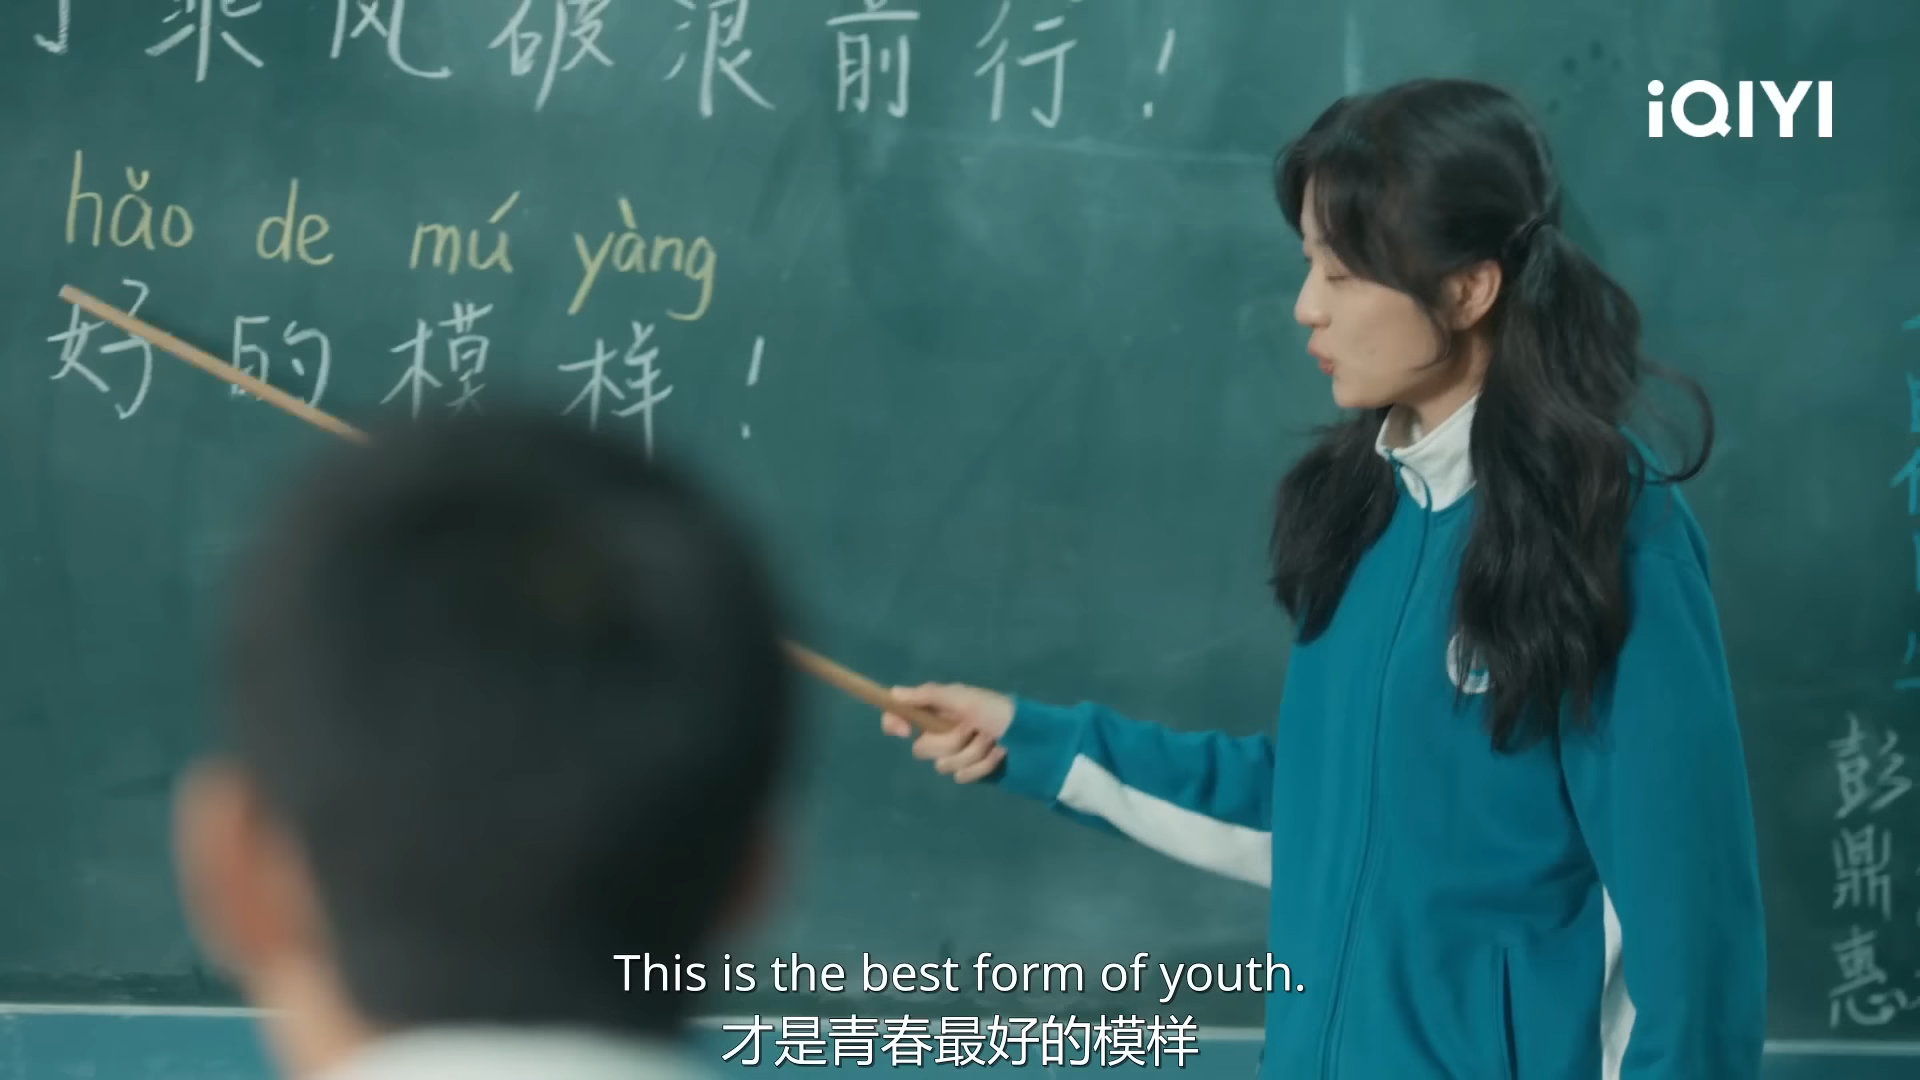 乘风破浪前行！
iQIYI
hǎo de mú yàng
好的模样！
彭鼎惠
This is the best form of youth.
才是青春最好的模样